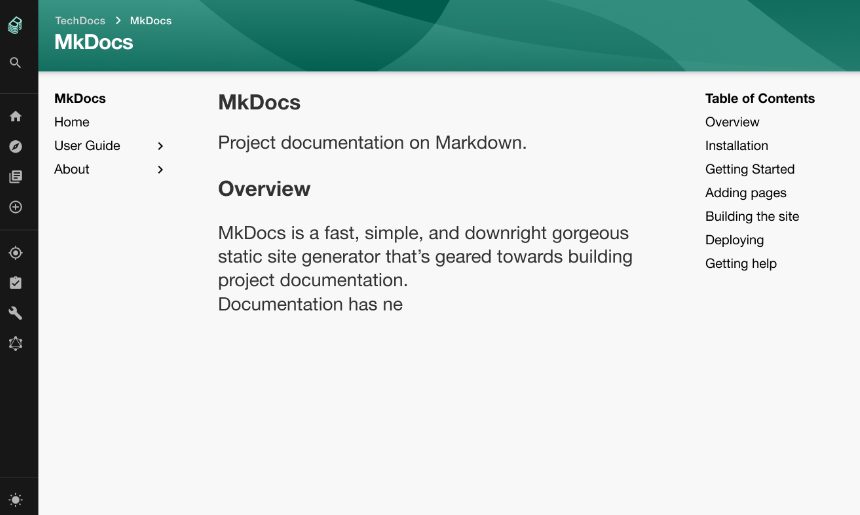 TechDocs > MkDocs
MkDocs
MkDocs
Home
User Guide
About
MkDocs
Project documentation on Markdown.
Overview
MkDocs is a fast, simple, and downright gorgeous
static site generator that’s geared towards building
project documentation.
Documentation has ne
Table of Contents
Overview
Installation
Getting Started
Adding pages
Building the site
Deploying
Getting help